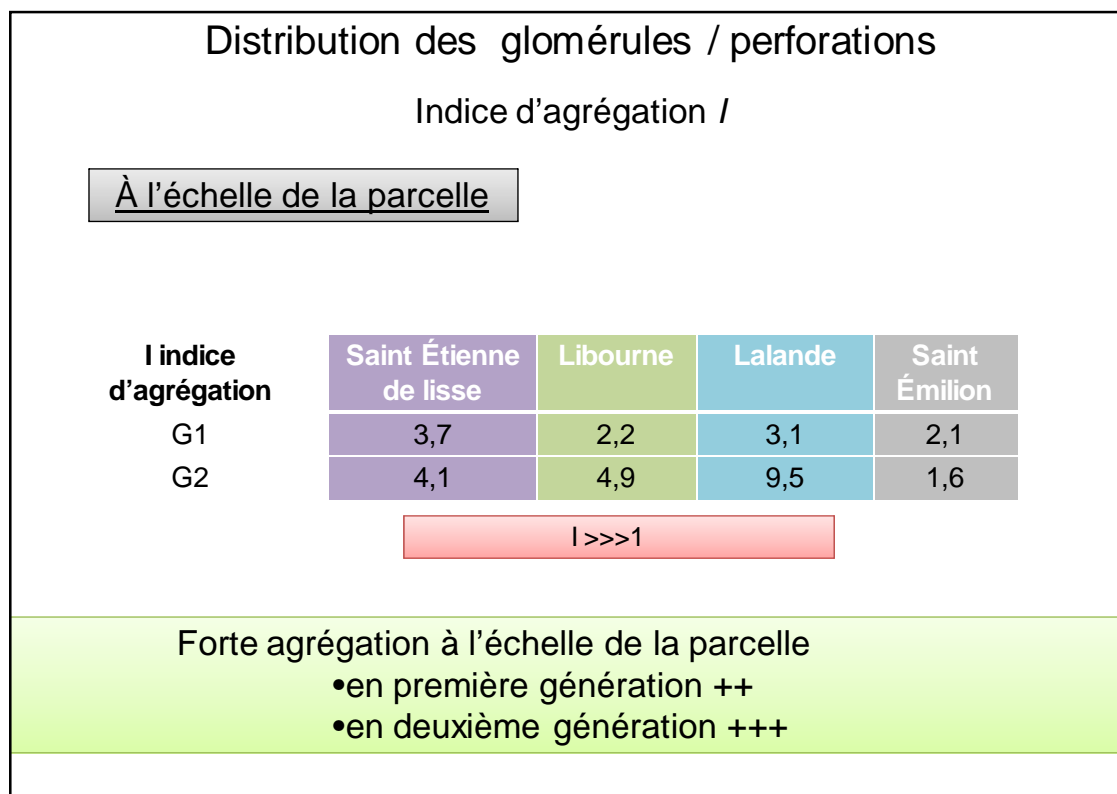 Distribution des glomérules / perforations
Indice d'agrégation I
À l'échelle de la parcelle
I indice d'agrégation Saint Étienne de lisse Libourne Lalande Saint Émilion
G1 3,7 2,2 3,1 2,1
G2 4,1 4,9 9,5 1,6
I >>>1
Forte agrégation à l'échelle de la parcelle
•en première génération ++
•en deuxième génération +++